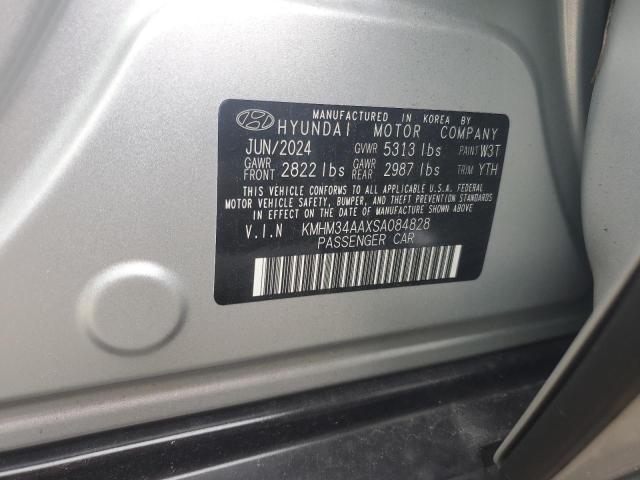 MANUFACTURED IN KOREA BY
HYUNDAI MOTOR COMPANY
JUN/2024 GVWR 5313 lbs PAINT W3T
GAWR FRONT 2822 lbs GAWR REAR 2987 lbs TRIM YTH
THIS VEHICLE CONFORMS TO ALL APPLICABLE U.S.A. FEDERAL
MOTOR VEHICLE SAFETY, BUMPER, AND THEFT PREVENTION STANDARDS
IN EFFECT ON THE DATE OF MANUFACTURE SHOWN ABOVE.
V.I.N KMHM34AAXSA084828
PASSENGER CAR